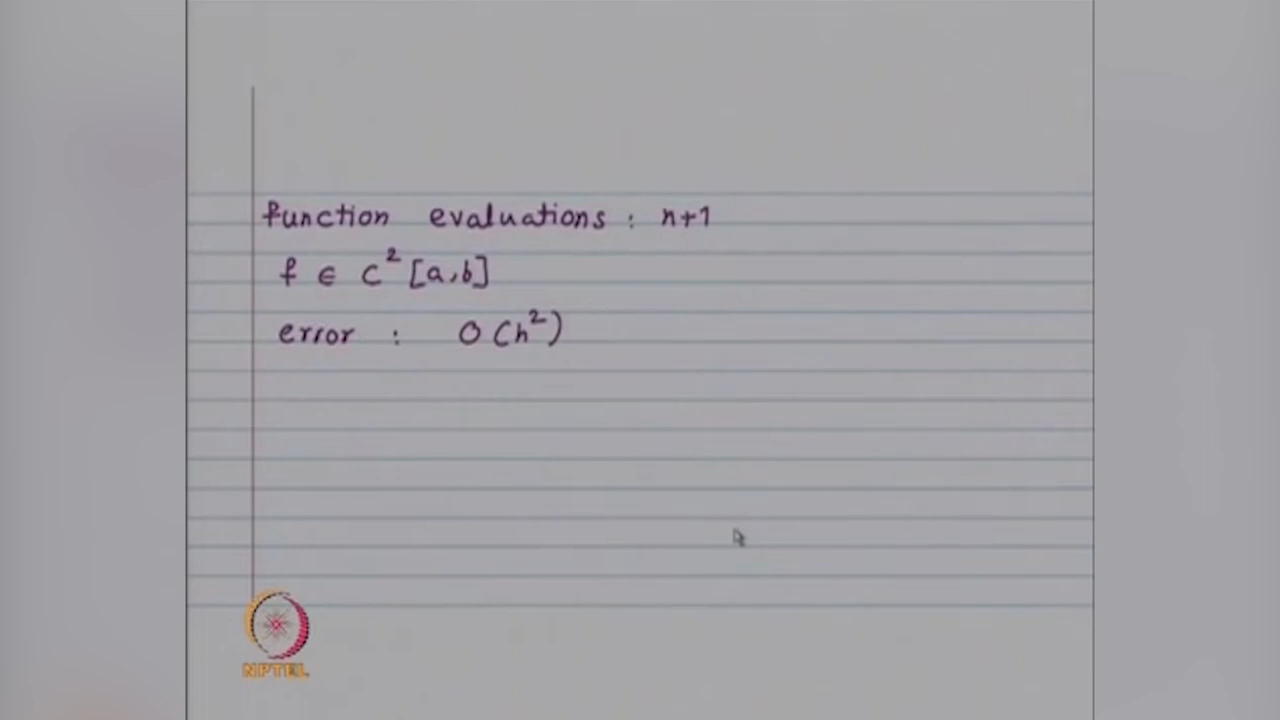 function evaluations : n+1
f ∈ C² [a,b]
error : O(h²)
NPTEL